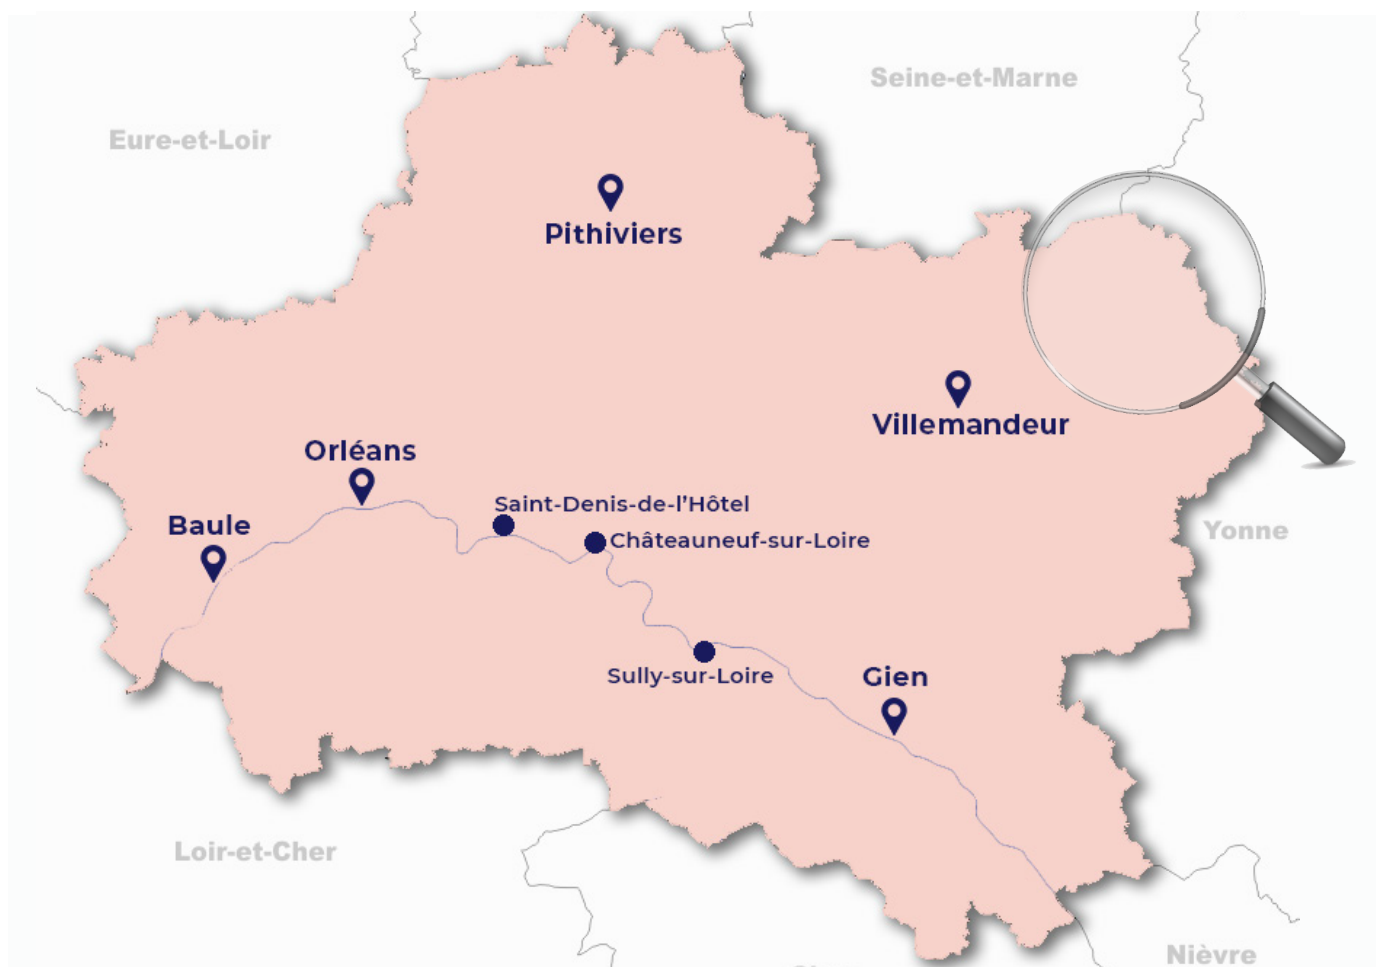 Seine-et-Marne
Eure-et-Loir
Pithiviers
Villemandeur
Orléans
Saint-Denis-de-l'Hôtel
Baule
Châteauneuf-sur-Loire
Yonne
Sully-sur-Loire
Gien
Loir-et-Cher
Nièvre